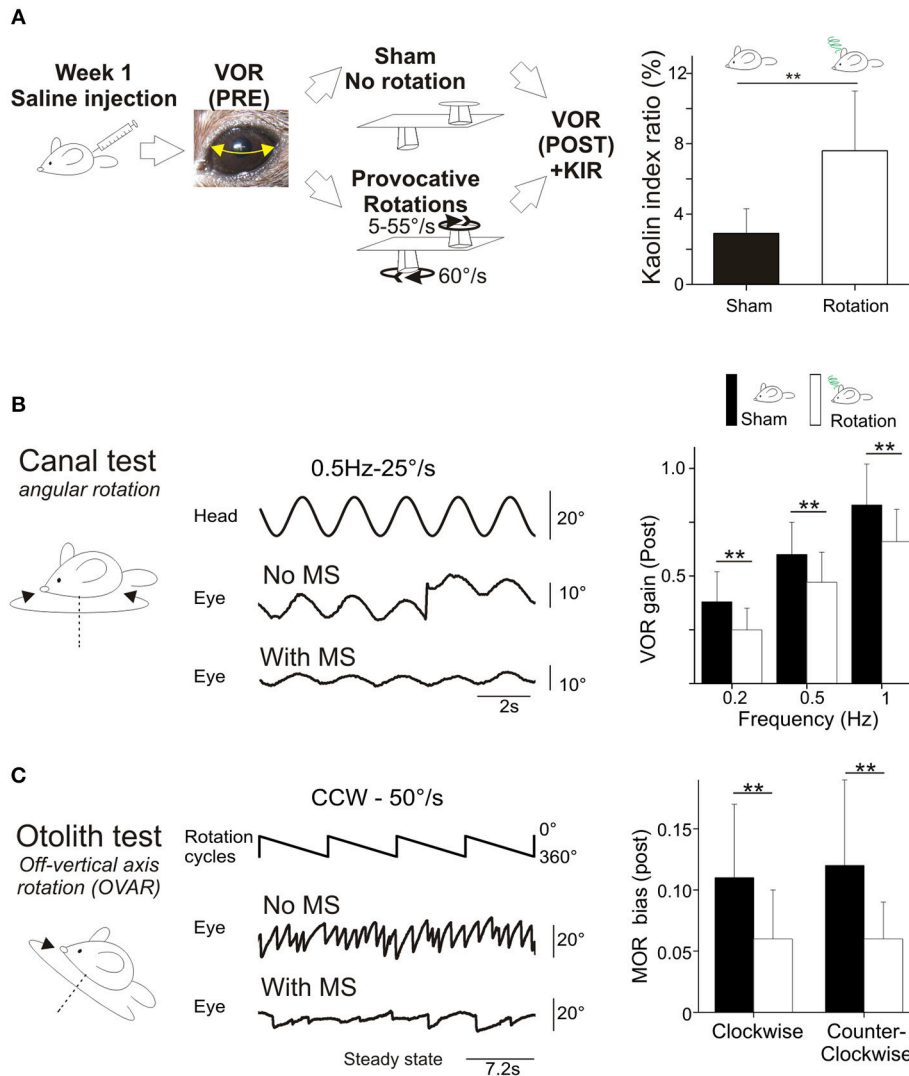 A
Week 1
Saline injection
VOR
(PRE)
Sham
No rotation
Provocative
Rotations
5-55°/s
60°/s
VOR
(POST)
+KIR
Kaolin index ratio (%)
12
8
4
0
**
Sham
Rotation
B
Canal test
angular rotation
0.5Hz-25°/s
Head
20°
No MS
Eye
10°
With MS
Eye
10°
2s
Sham
Rotation
VOR gain (Post)
1.0
0.5
**
**
**
0.2
0.5
1
Frequency (Hz)
C
Otolith test
Off-vertical axis
rotation (OVAR)
CCW - 50°/s
Rotation
cycles
0°
360°
No MS
Eye
20°
With MS
Eye
20°
Steady state
7.2s
MOR bias (post)
0.15
0.10
0.05
0
**
**
Clockwise
Counter-
Clockwise